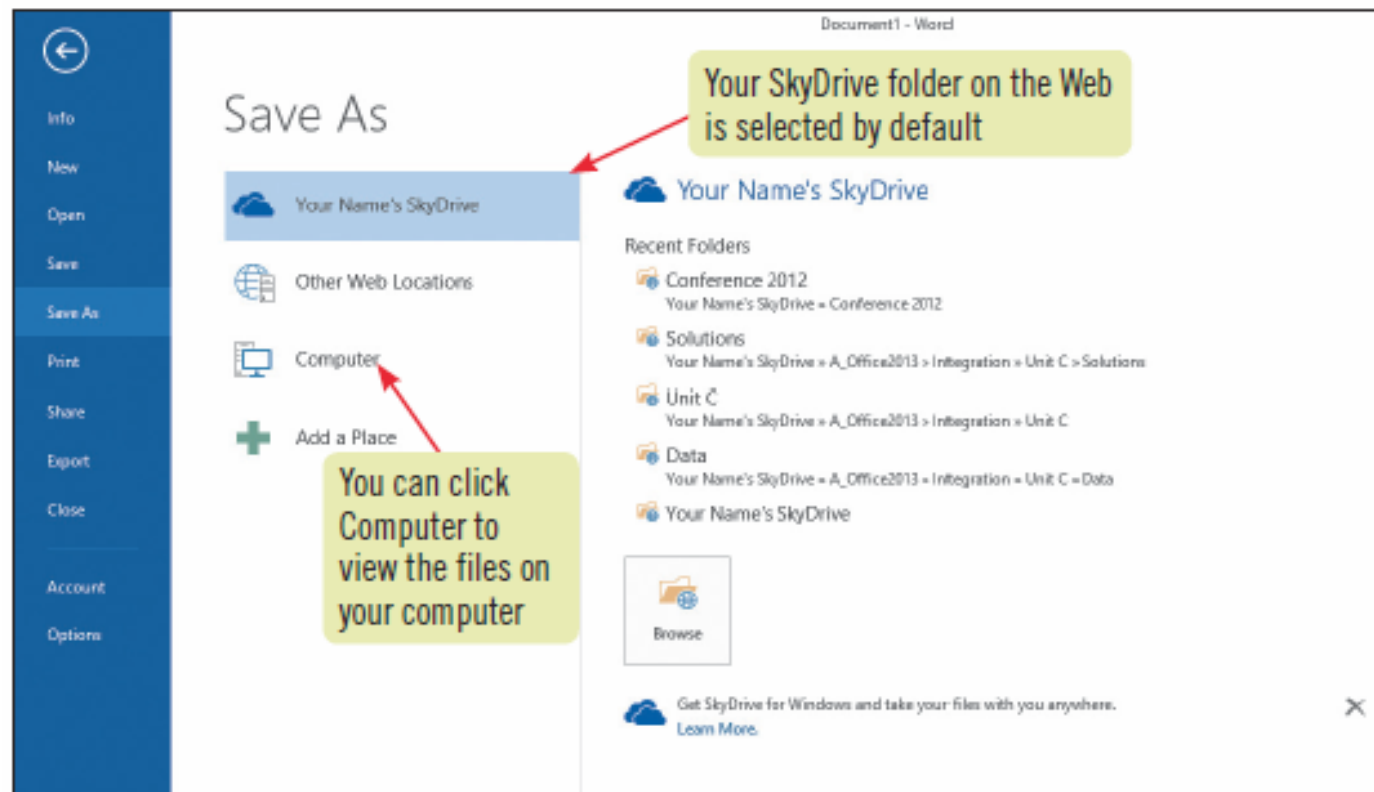 Document1 - Word
Info
New
Open
Save
Save As
Print
Share
Export
Close
Account
Options
Save As
Your Name's SkyDrive
Other Web Locations
Computer
Add a Place
Your SkyDrive folder on the Web
is selected by default
You can click
Computer to
view the files on
your computer
Your Name's SkyDrive
Recent Folders
Conference 2012
Your Name's SkyDrive » Conference 2012
Solutions
Your Name's SkyDrive » A_Office2013 » Integration » Unit C » Solutions
Unit C
Your Name's SkyDrive » A_Office2013 » Integration » Unit C
Data
Your Name's SkyDrive » A_Office2013 » Integration » Unit C » Data
Your Name's SkyDrive
Browse
Get SkyDrive for Windows and take your files with you anywhere.
Learn More.